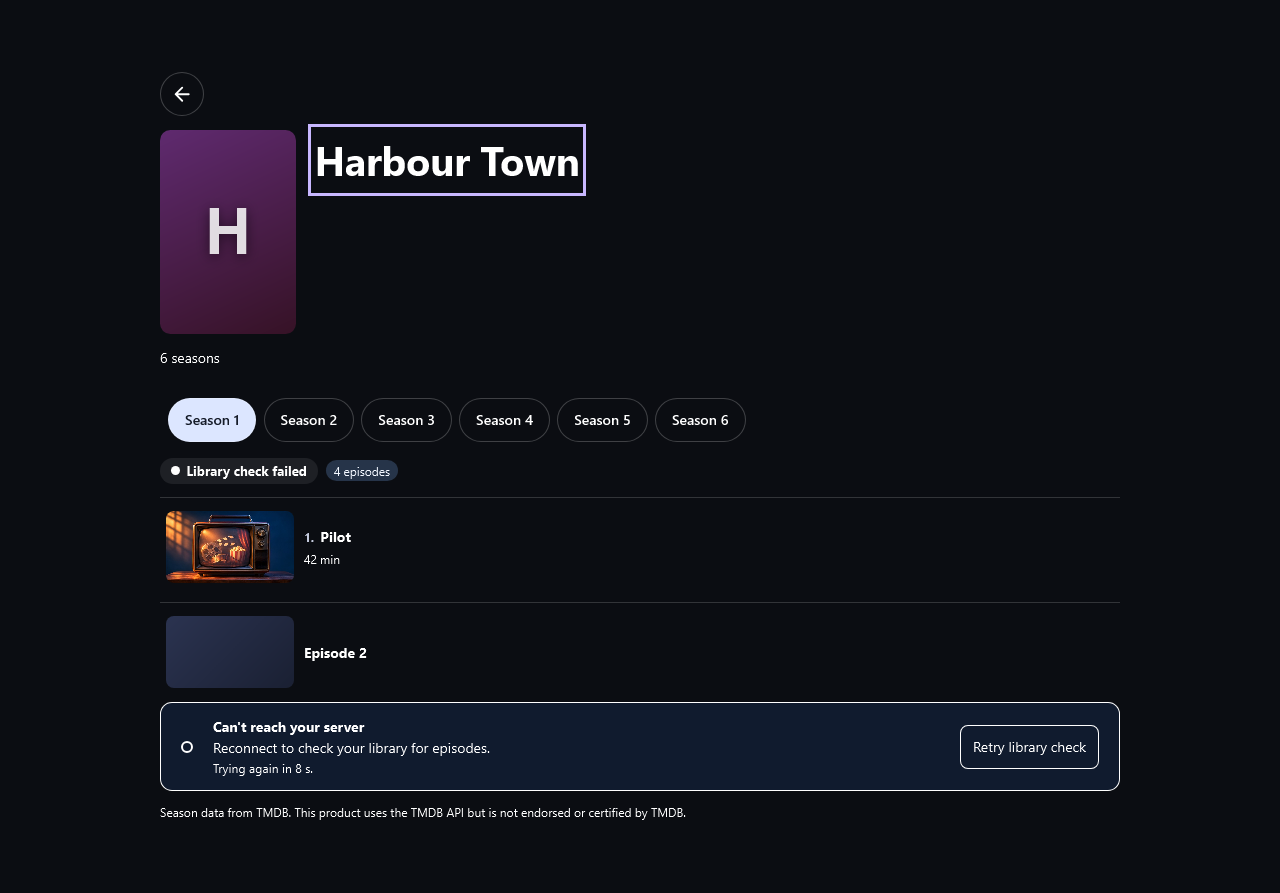 Harbour Town
H
6 seasons
Season 1 Season 2 Season 3 Season 4 Season 5 Season 6
Library check failed 4 episodes
1. Pilot
42 min
Episode 2
Can't reach your server
Reconnect to check your library for episodes.
Trying again in 8 s.
Retry library check
Season data from TMDB. This product uses the TMDB API but is not endorsed or certified by TMDB.